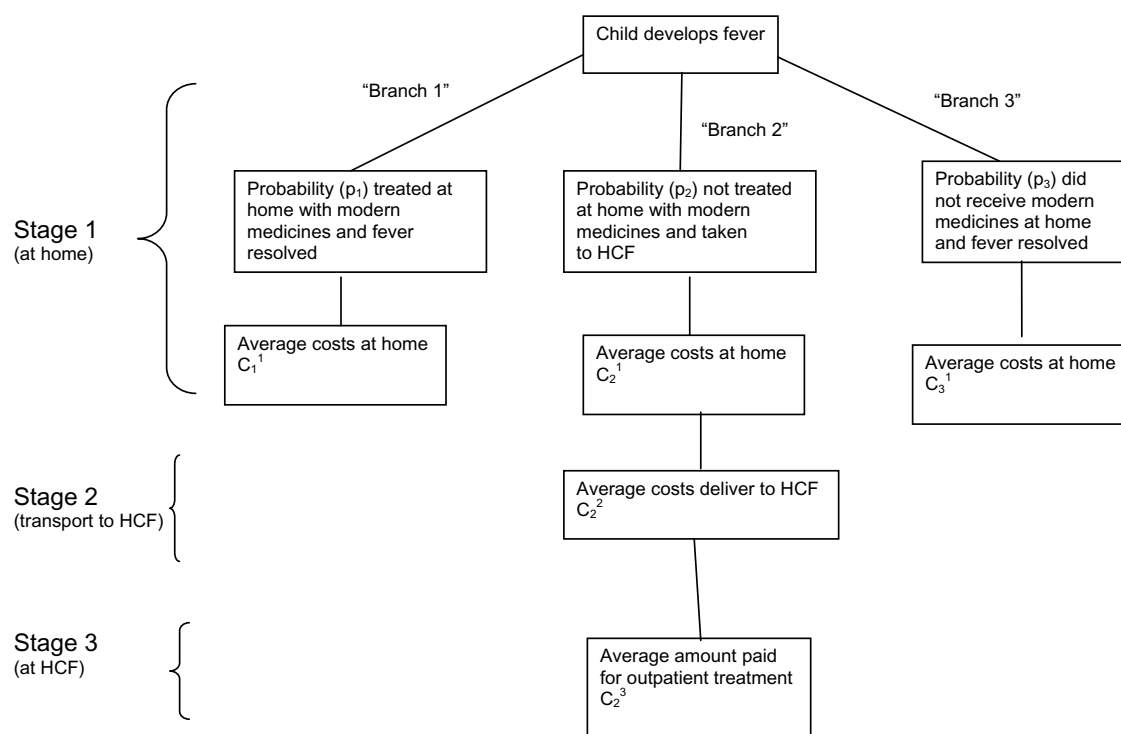 Child develops fever
“Branch 1”
“Branch 2”
“Branch 3”
Stage 1
(at home)
Probability (p₁) treated at
home with modern
medicines and fever
resolved
Probability (p₂) not treated
at home with modern
medicines and taken
to HCF
Probability (p₃) did
not receive modern
medicines at home
and fever resolved
Average costs at home
C₁¹
Average costs at home
C₂¹
Average costs at home
C₃¹
Stage 2
(transport to HCF)
Average costs deliver to HCF
C₂²
Stage 3
(at HCF)
Average amount paid
for outpatient treatment
C₂³